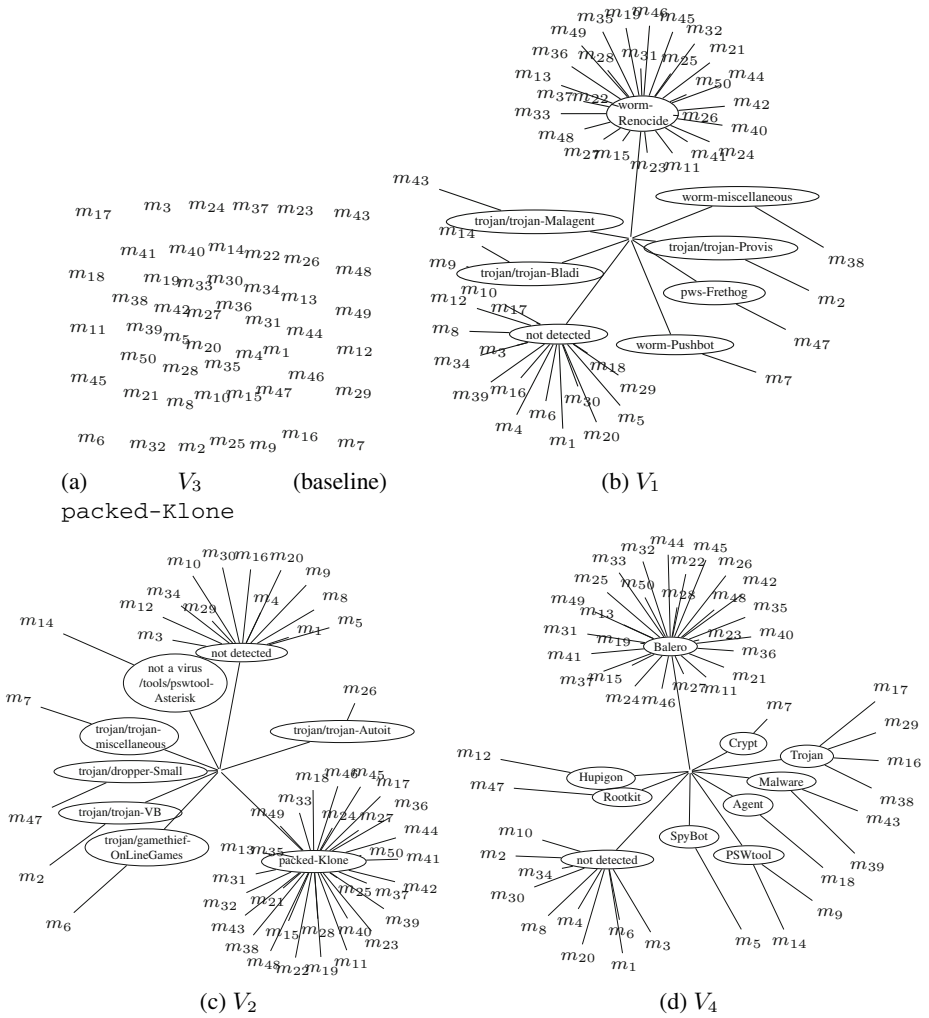 m17 m3 m24 m37 m23 m43
m41 m40 m14 m22 m26
m18 m19 m33 m30 m34 m13 m48
m38 m42 m27 m36 m31 m49
m11 m39 m5 m20 m4 m1 m44 m12
m50 m28 m35 m46
m45 m21 m8 m10 m15 m47 m29
m6 m32 m2 m25 m9 m16 m7
(a) V3 (baseline)
packed-Klone
m35 m19 m46 m45
m49 m32
m36 m28 m31 m25 m21
m13 m50 m44
m37 m22 worm- m42
m33 Renocide m26
m48 m40
m27 m15 m23 m11 m41 m24
m43
trojan/trojan-Malagent
worm-miscellaneous
m14
trojan/trojan-Provis
m9 trojan/trojan-Bladi
m38
m10 pws-Frethog
m12 m17 m2
m8 not detected
worm-Pushbot m47
m34 m3 m18
m7
m39 m16 m30 m29
m4 m6 m5
m1 m20
(b) V1
m30 m16 m20
m10 m9
m34 m4 m8
m12 m29
m14 m3 m1 m5
not detected
not a virus
/tools/pswtool-
Asterisk
m26
m7
trojan/trojan-Autoit
trojan/trojan-
miscellaneous
trojan/dropper-Small
m18 m46 m45 m17
m33 m36
m47 trojan/trojan-VB m49 m27
m44
trojan/gamethief-
OnLineGames
m13 m35 packed-Klone m50 m41
m2 m31 m25 m37 m42
m32 m21 m39
m6 m43 m15 m28 m40 m23
m38
m48 m22 m19 m11
(c) V2
m44 m45
m33 m32 m22 m26
m25 m50 m28 m42
m49 m13 m48 m35
m31 m19 Balero m23 m40
m41 m36
m37 m15 m27 m11 m21
m24 m46
m7 m17
Crypt m29
m12 Trojan m16
Hupigon Malware
m47 Rootkit m38
Agent m43
m10 SpyBot
m2 not detected PSWtool m39
m34 m18
m30
m8 m4 m6 m3 m9
m20 m1 m5 m14
(d) V4